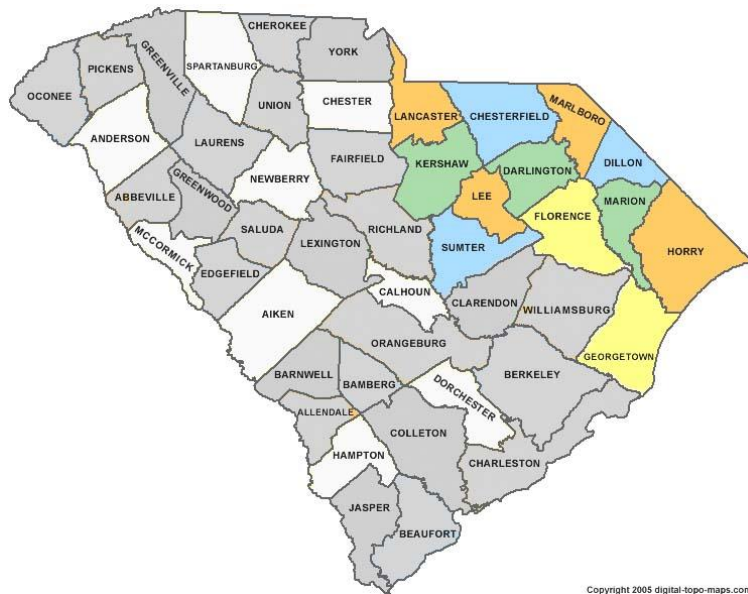 CHEROKEE
YORK
GREENVILLE
SPARTANBURG
PICKENS
OCONEE
UNION
CHESTER
LANCASTER
CHESTERFIELD
MARLBORO
ANDERSON
LAURENS
DILLON
FAIRFIELD
KERSHAW
DARLINGTON
NEWBERRY
ABBEVILLE
GREENWOOD
LEE
MARION
FLORENCE
SALUDA
RICHLAND
LEXINGTON
SUMTER
HORRY
MCCORMICK
EDGEFIELD
CALHOUN
CLARENDON
WILLIAMSBURG
AIKEN
ORANGEBURG
GEORGETOWN
BARNWELL
BAMBERG
DORCHESTER
BERKELEY
ALLENDALE
COLLETON
HAMPTON
CHARLESTON
JASPER
BEAUFORT
Copyright 2005 digital-topo-maps.com